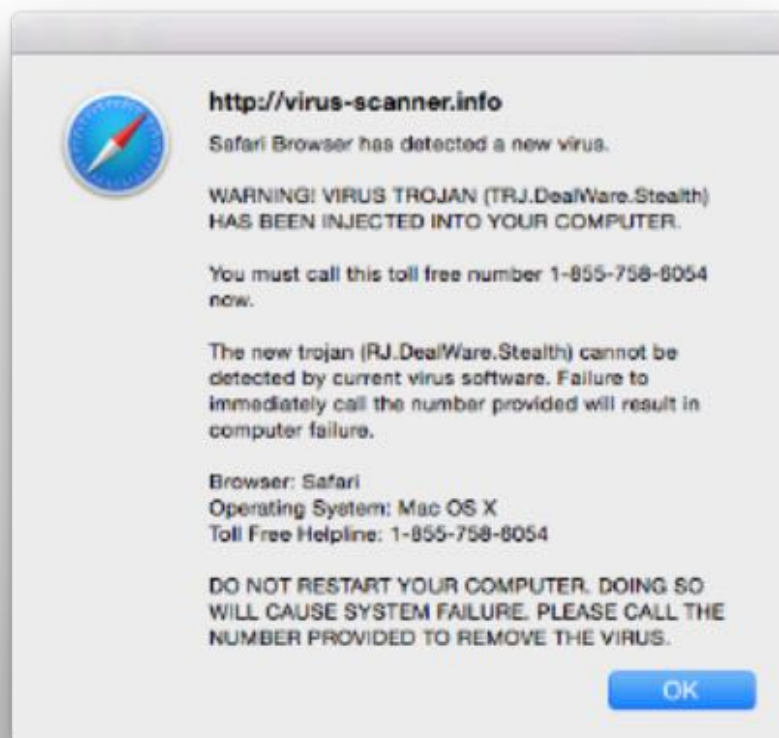 http://virus-scanner.info
Safari Browser has detected a new virus.
WARNING! VIRUS TROJAN (TRJ.DealWare.Stealth)
HAS BEEN INJECTED INTO YOUR COMPUTER.
You must call this toll free number 1-855-758-6054
now.
The new trojan (RJ.DealWare.Stealth) cannot be
detected by current virus software. Failure to
immediately call the number provided will result in
computer failure.
Browser: Safari
Operating System: Mac OS X
Toll Free Helpline: 1-855-758-6054
DO NOT RESTART YOUR COMPUTER. DOING SO
WILL CAUSE SYSTEM FAILURE. PLEASE CALL THE
NUMBER PROVIDED TO REMOVE THE VIRUS.
OK